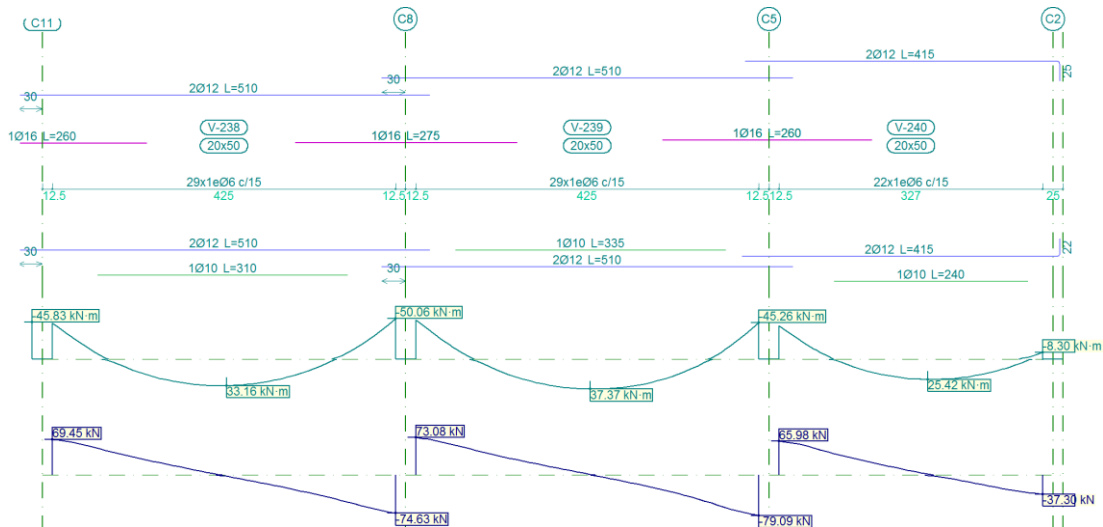 C11 C8 C5 C2
2Ø12 L=415
25
2Ø12 L=510
30
2Ø12 L=510
30
V-238 V-239 V-240
1Ø16 L=260 1Ø16 L=275 1Ø16 L=260
20x50 20x50 20x50
29x1eØ6 c/15 29x1eØ6 c/15 22x1eØ6 c/15
12.5 425 12.5 12.5 425 12.5 12.5 327 25
2Ø12 L=510 1Ø10 L=335 2Ø12 L=415
30 22
1Ø10 L=310 2Ø12 L=510
30 1Ø10 L=240
-45.83 kN·m -50.06 kN·m -45.26 kN·m
-8.30 kN·m
33.16 kN·m 37.37 kN·m 25.42 kN·m
69.45 kN 73.08 kN 65.98 kN
-37.30 kN
-74.63 kN -79.09 kN